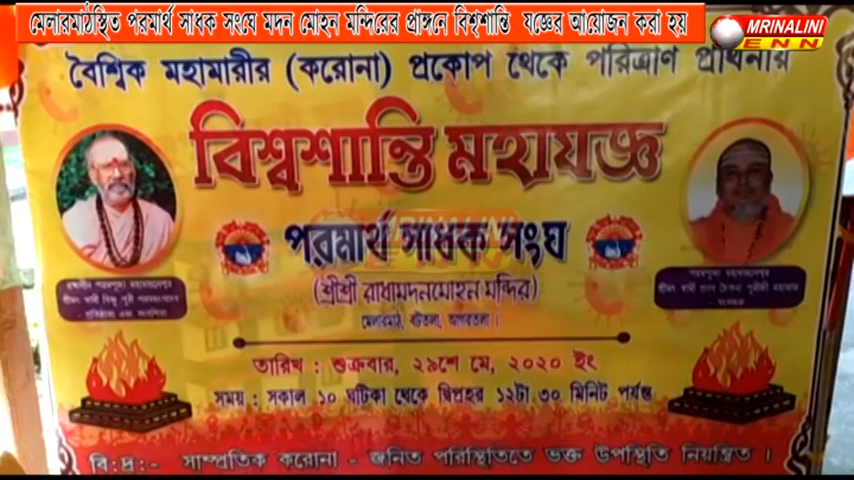 মেলারমাঠস্থিত পরমার্থ সাধক সংঘে মদন মোহন মন্দিরের প্রাঙ্গনে বিশ্বশান্তি যজ্ঞের আয়োজন করা হয়
MRINALINI
ENN
বৈশ্বিক মহামারীর (করোনা) প্রকোপ থেকে পরিত্রাণ প্রার্থনায়
বিশ্বশান্তি মহাযজ্ঞ
MRINALINI
পরমার্থ সাধক সংঘ
(শ্রীশ্রী রাধামদনমোহন মন্দির)
মেলারমাঠ, বটতলা, আগরতলা।
তারিখ : শুক্রবার, ২৯শে মে, ২০২০ ইং
সময় : সকাল ১০ ঘটিকা থেকে দ্বিপ্রহর ১২টা ৩০ মিনিট পর্যন্ত
বি:দ্র:- সাম্প্রতিক করোনা - জনিত পরিস্থিতিতে ভক্ত উপস্থিতি নিয়ন্ত্রিত।